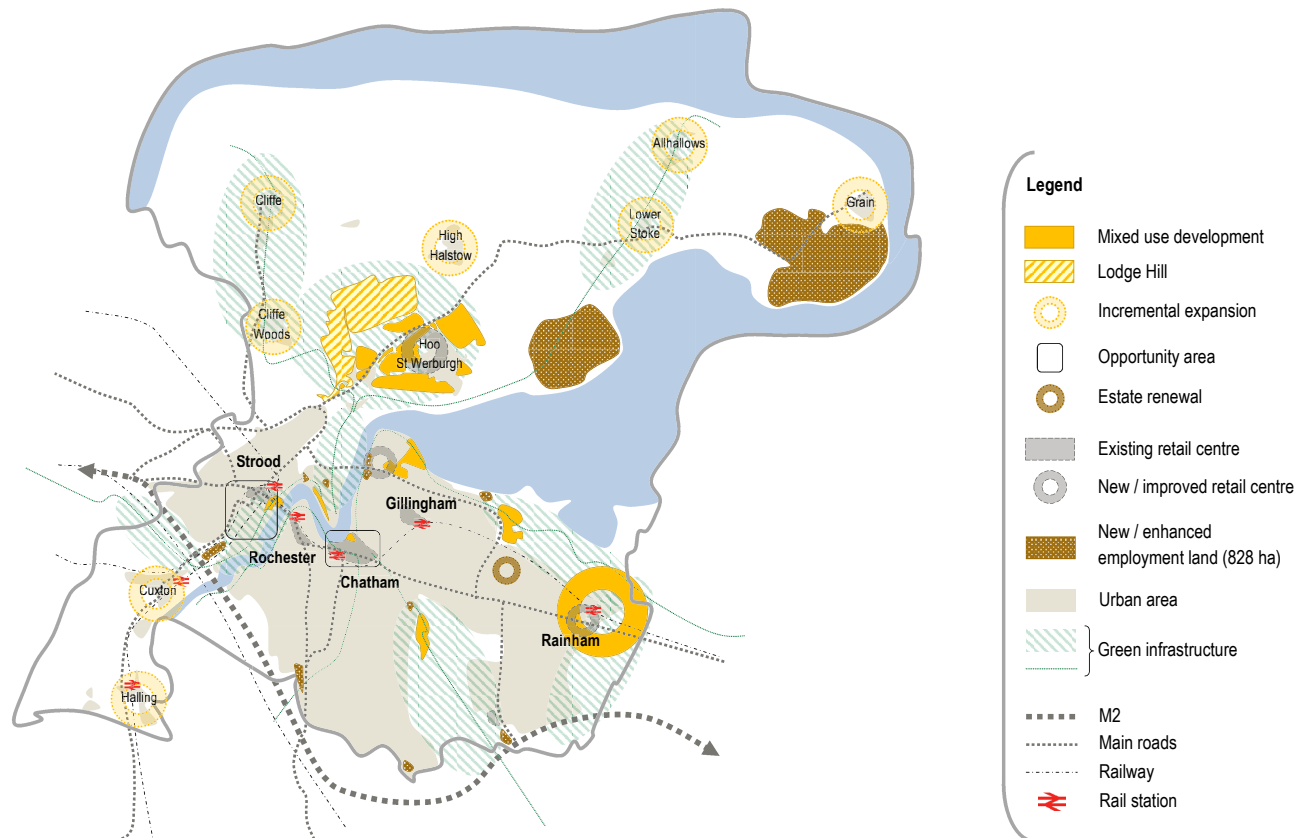 Allhallows
Cliffe
Grain
Lower
Stoke
High
Halstow
Cliffe
Woods
Hoo
St Werburgh
Strood
Gillingham
Rochester
Chatham
Cuxton
Rainham
Halling
Legend
Mixed use development
Lodge Hill
Incremental expansion
Opportunity area
Estate renewal
Existing retail centre
New / improved retail centre
New / enhanced
employment land (828 ha)
Urban area
Green infrastructure
M2
Main roads
Railway
Rail station